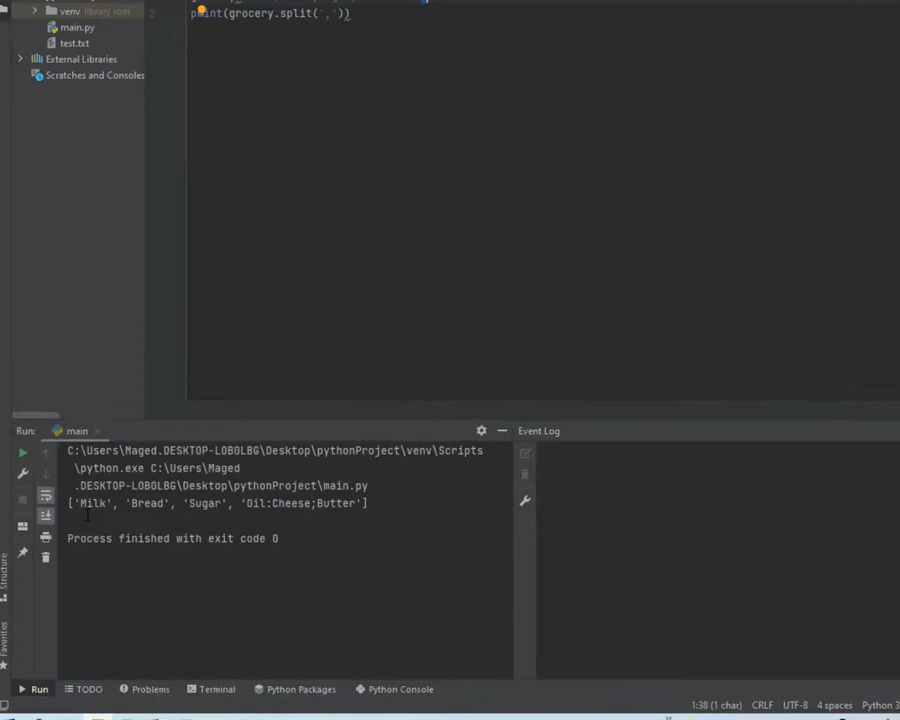 venv library root
main.py
test.txt
External Libraries
Scratches and Consoles
2
print(grocery.split(','))
Run: main
Event Log
C:\Users\Maged.DESKTOP-LOBOLBG\Desktop\pythonProject\venv\Scripts
\python.exe C:\Users\Maged
.DESKTOP-LOBOLBG\Desktop\pythonProject\main.py
['Milk', 'Bread', 'Sugar', 'Oil:Cheese;Butter']
Process finished with exit code 0
Structure
Favorites
Run TODO Problems Terminal Python Packages Python Console
1:38 (1 char) CRLF UTF-8 4 spaces Python 3